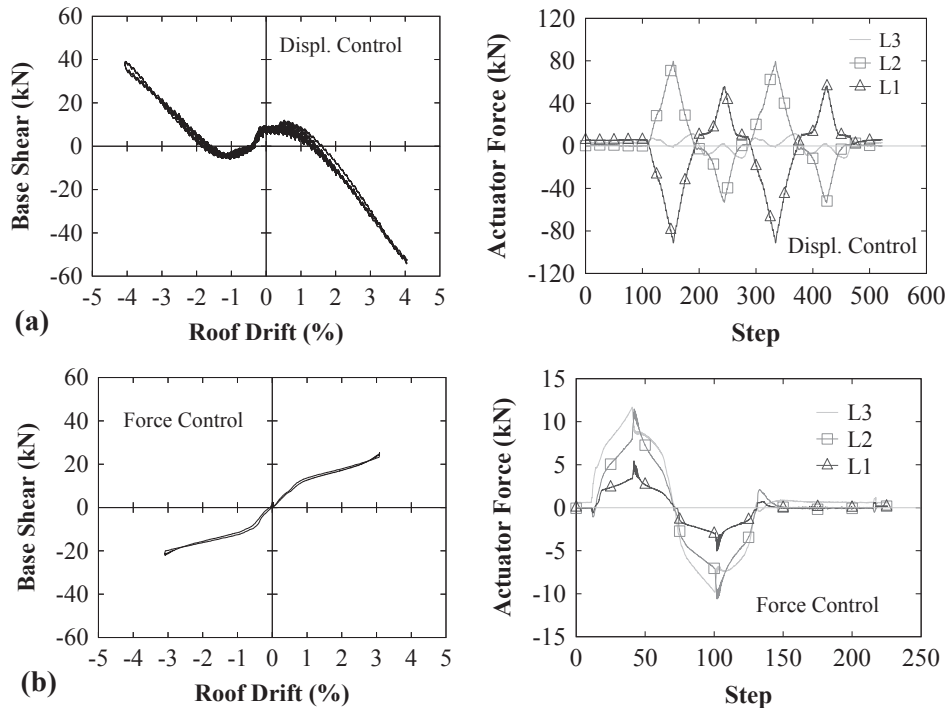 60
40
20
0
-20
-40
-60
Base Shear (kN)
Displ. Control
-5 -4 -3 -2 -1 0 1 2 3 4 5
Roof Drift (%)
(a)
120
80
40
0
-40
-80
-120
Actuator Force (kN)
L3
L2
L1
Displ. Control
0 100 200 300 400 500 600
Step
60
40
20
0
-20
-40
-60
Base Shear (kN)
Force Control
-5 -4 -3 -2 -1 0 1 2 3 4 5
Roof Drift (%)
(b)
15
10
5
0
-5
-10
-15
Actuator Force (kN)
L3
L2
L1
Force Control
0 50 100 150 200 250
Step